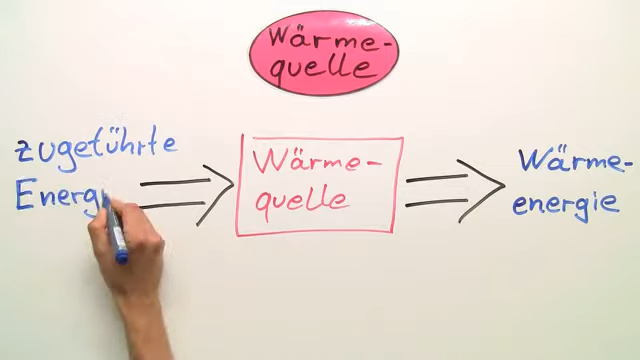 Wärme-
quelle
zugeführte
Energi
Wärme-
quelle
Wärme-
energie